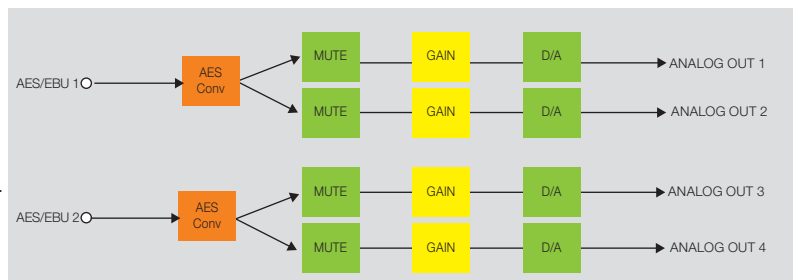 MUTE GAIN D/A ANALOG OUT 1
AES/EBU 1 AES
Conv
MUTE GAIN D/A ANALOG OUT 2
MUTE GAIN D/A ANALOG OUT 3
AES/EBU 2 AES
Conv
MUTE GAIN D/A ANALOG OUT 4